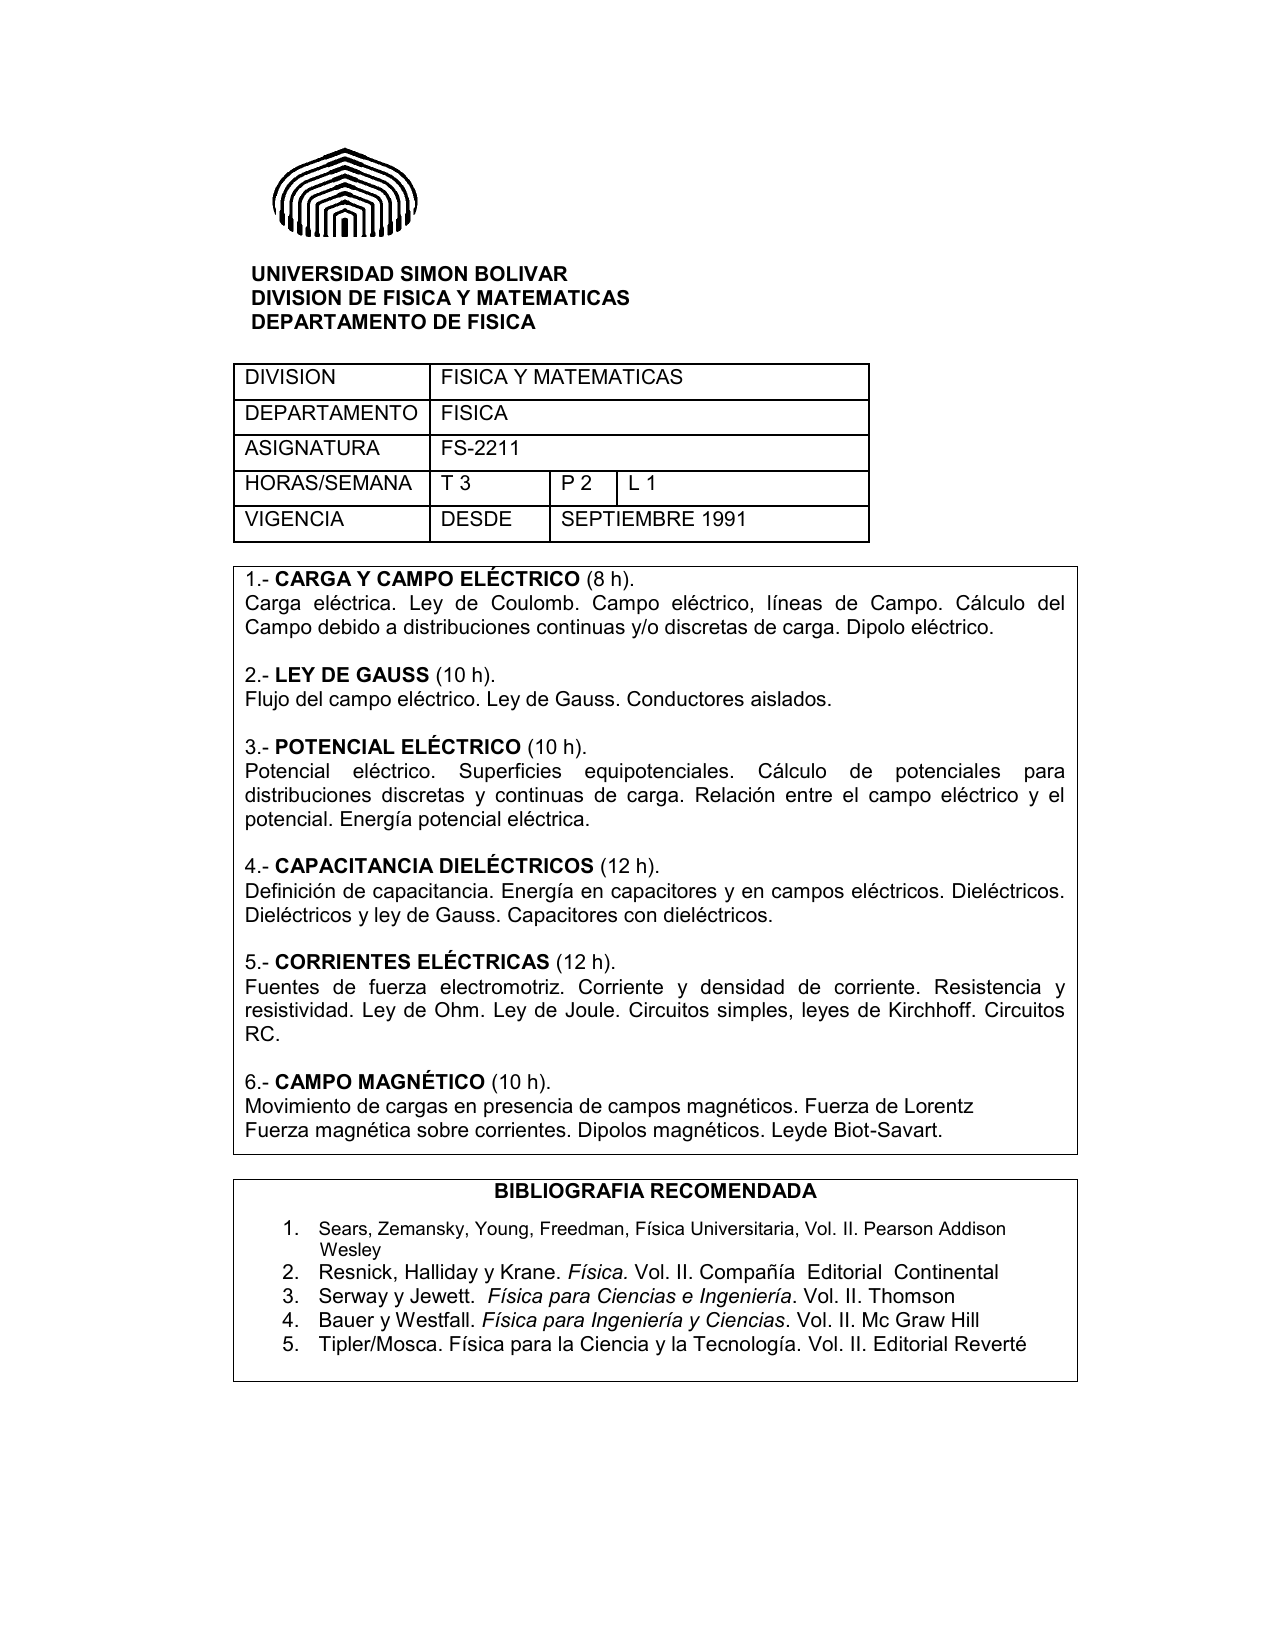 UNIVERSIDAD SIMON BOLIVAR
DIVISION DE FISICA Y MATEMATICAS
DEPARTAMENTO DE FISICA
DIVISION FISICA Y MATEMATICAS
DEPARTAMENTO FISICA
ASIGNATURA FS-2211
HORAS/SEMANA T 3 P 2 L 1
VIGENCIA DESDE SEPTIEMBRE 1991
1.- CARGA Y CAMPO ELÉCTRICO (8 h).
Carga eléctrica. Ley de Coulomb. Campo eléctrico, líneas de Campo. Cálculo del
Campo debido a distribuciones continuas y/o discretas de carga. Dipolo eléctrico.
2.- LEY DE GAUSS (10 h).
Flujo del campo eléctrico. Ley de Gauss. Conductores aislados.
3.- POTENCIAL ELÉCTRICO (10 h).
Potencial eléctrico. Superficies equipotenciales. Cálculo de potenciales para
distribuciones discretas y continuas de carga. Relación entre el campo eléctrico y el
potencial. Energía potencial eléctrica.
4.- CAPACITANCIA DIELÉCTRICOS (12 h).
Definición de capacitancia. Energía en capacitores y en campos eléctricos. Dieléctricos.
Dieléctricos y ley de Gauss. Capacitores con dieléctricos.
5.- CORRIENTES ELÉCTRICAS (12 h).
Fuentes de fuerza electromotriz. Corriente y densidad de corriente. Resistencia y
resistividad. Ley de Ohm. Ley de Joule. Circuitos simples, leyes de Kirchhoff. Circuitos
RC.
6.- CAMPO MAGNÉTICO (10 h).
Movimiento de cargas en presencia de campos magnéticos. Fuerza de Lorentz
Fuerza magnética sobre corrientes. Dipolos magnéticos. Leyde Biot-Savart.
BIBLIOGRAFIA RECOMENDADA
1. Sears, Zemansky, Young, Freedman, Física Universitaria, Vol. II. Pearson Addison
Wesley
2. Resnick, Halliday y Krane. Física. Vol. II. Compañía Editorial Continental
3. Serway y Jewett. Física para Ciencias e Ingeniería. Vol. II. Thomson
4. Bauer y Westfall. Física para Ingeniería y Ciencias. Vol. II. Mc Graw Hill
5. Tipler/Mosca. Física para la Ciencia y la Tecnología. Vol. II. Editorial Reverté